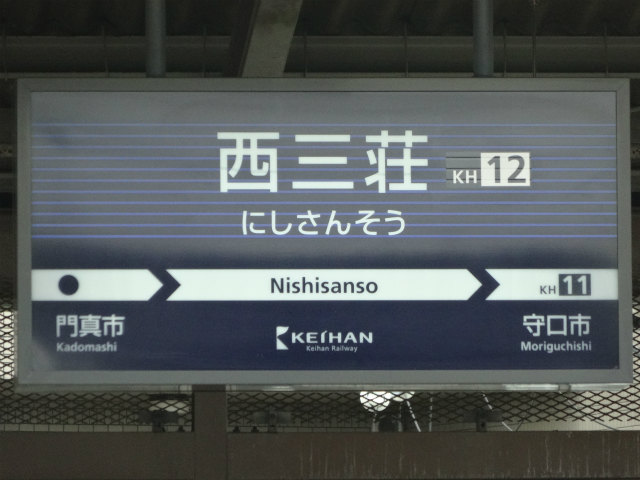 西三荘 KH 12
にしさんそう
Nishisanso KH 11
門真市 守口市
Kadomashi Moriguchishi
KEIHAN
Keihan Railway